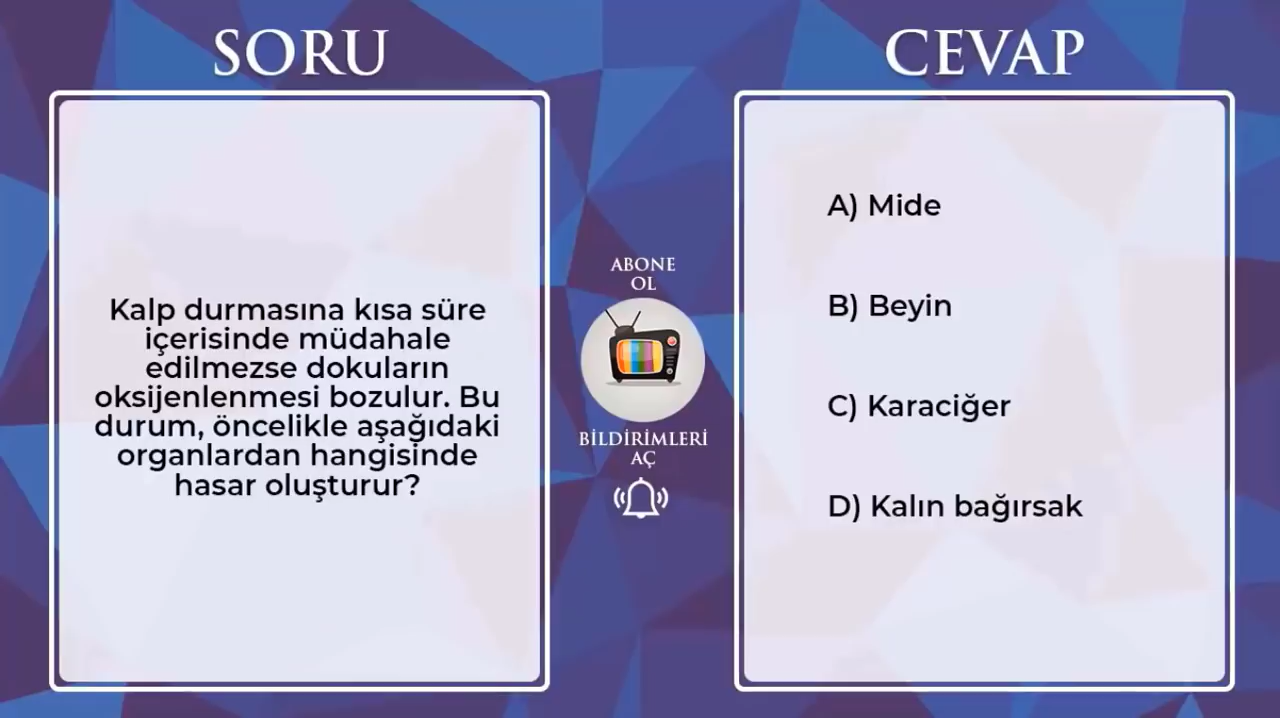 SORU
Kalp durmasına kısa süre
içerisinde müdahale
edilmezse dokuların
oksijenlenmesi bozulur. Bu
durum, öncelikle aşağıdaki
organlardan hangisinde
hasar oluşturur?
ABONE
OL
BİLDİRİMLERİ
AÇ
CEVAP
A) Mide
B) Beyin
C) Karaciğer
D) Kalın bağırsak